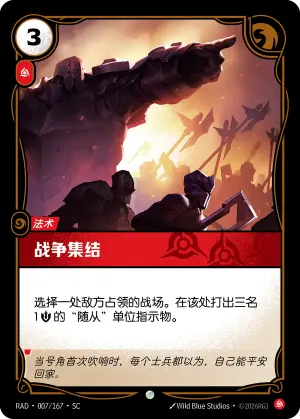 3
法术
战争集结
选择一处敌方占领的战场。在该处打出三名
1 的“随从”单位指示物。
当号角首次吹响时，每个士兵都以为，自己能平安
回家。
RAD • 007/167 • SC
Wild Blue Studios
©2026RGI